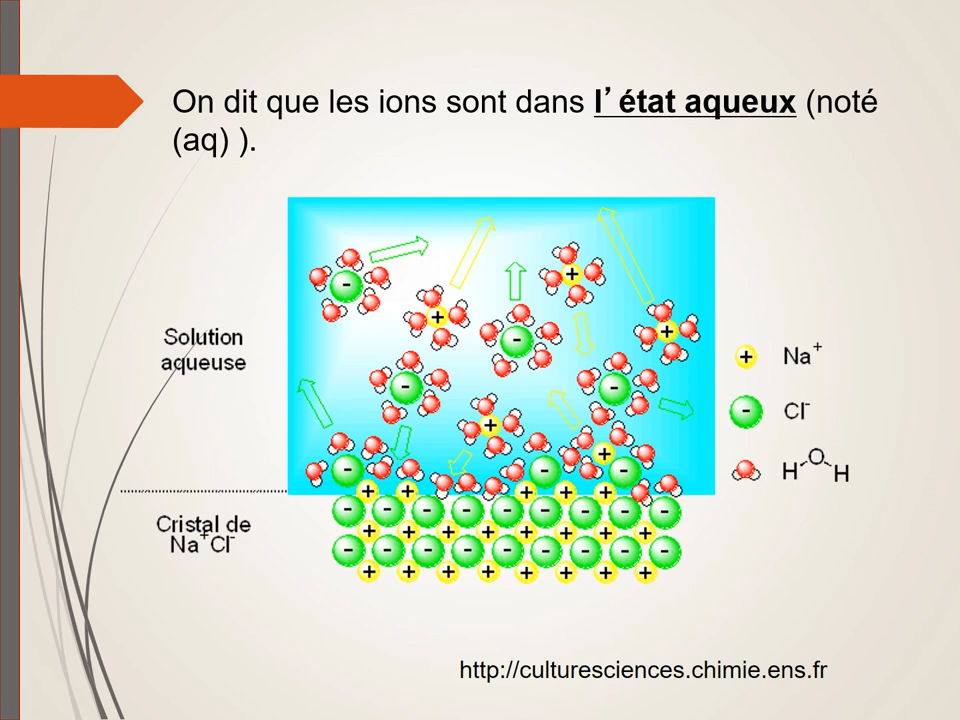 On dit que les ions sont dans l’état aqueux (noté
(aq) ).
Solution
aqueuse
Na⁺
Cl⁻
H O H
Cristal de
Na⁺Cl⁻
http://culturesciences.chimie.ens.fr